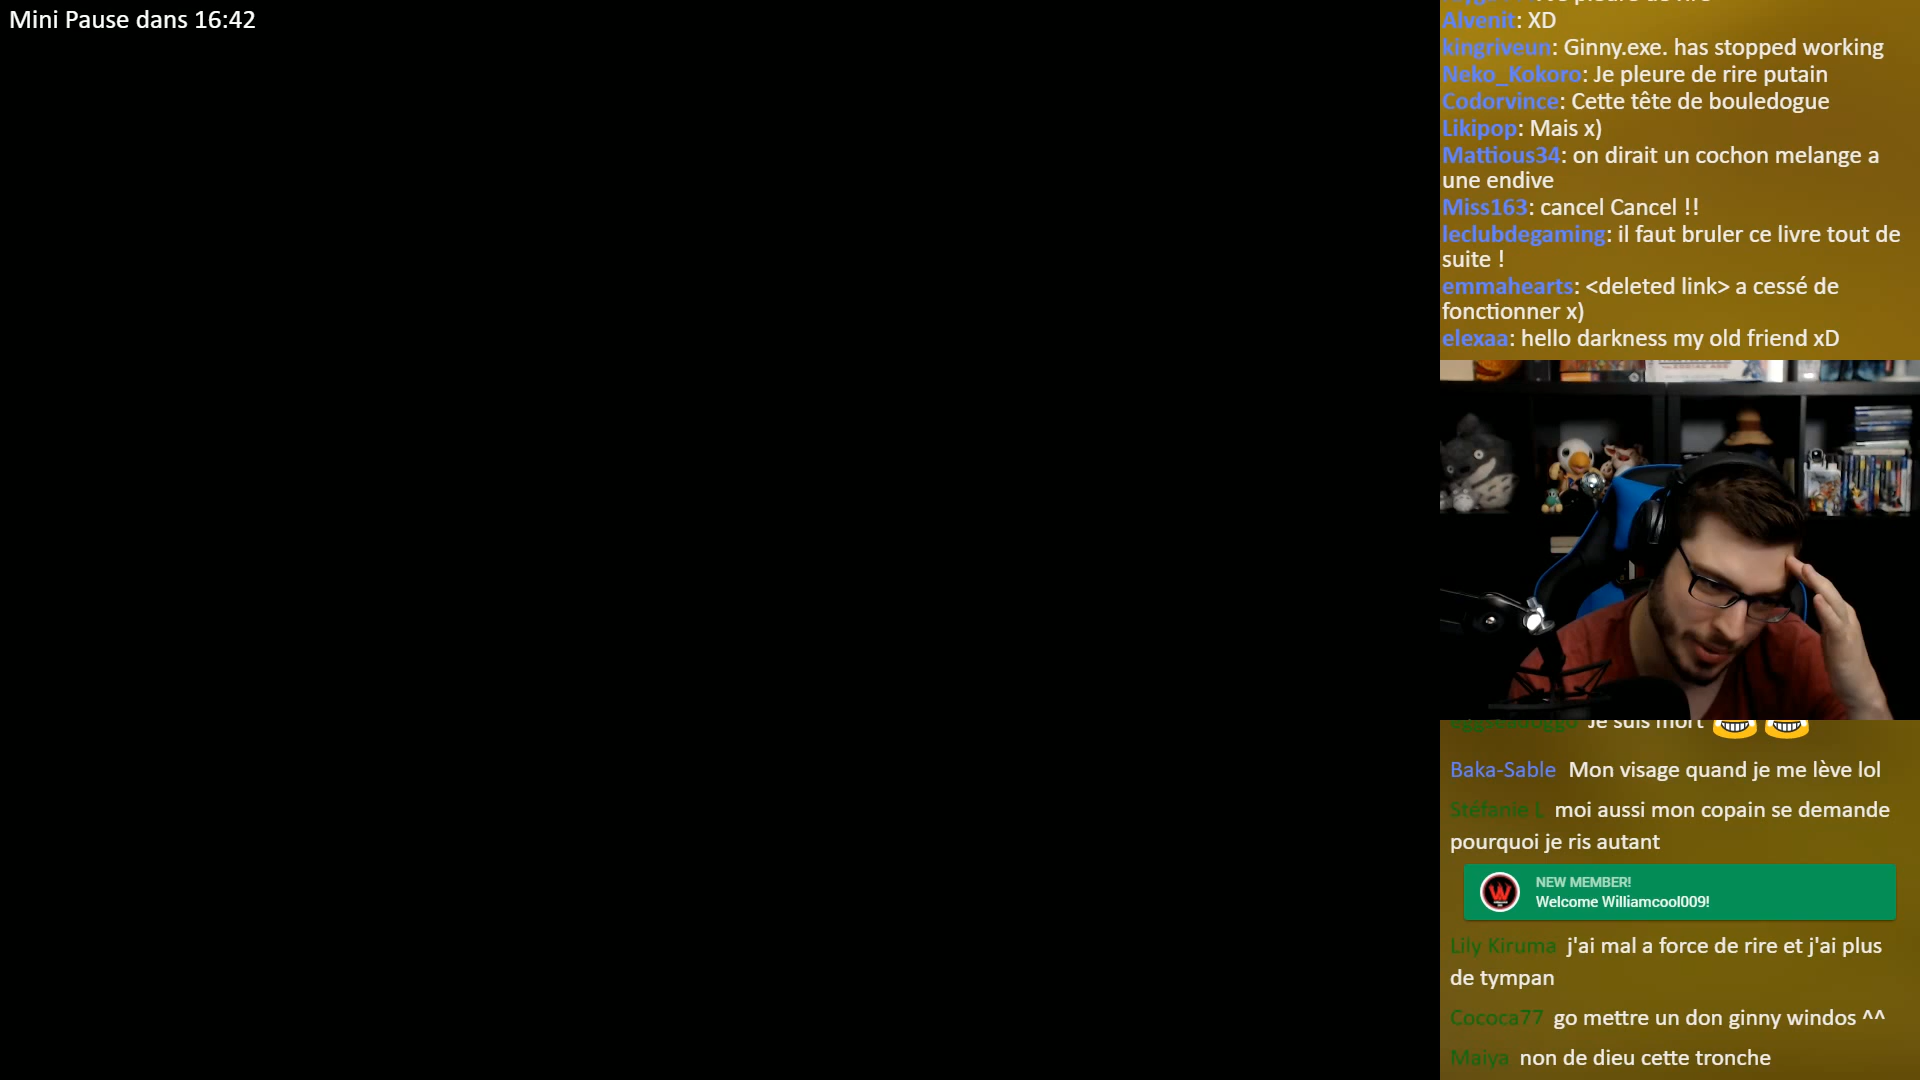 Mini Pause dans 16:42
Alvenit: XD
kingriveun: Ginny.exe. has stopped working
Neko_Kokoro: Je pleure de rire putain
Codorvince: Cette tête de bouledogue
Likipop: Mais x)
Mattious34: on dirait un cochon melange a
une endive
Miss163: cancel Cancel !!
leclubdegaming: il faut bruler ce livre tout de
suite !
emmahearts: <deleted link> a cessé de
fonctionner x)
elexaa: hello darkness my old friend xD
Je suis mort
Baka-Sable Mon visage quand je me lève lol
Stéfanie L moi aussi mon copain se demande
pourquoi je ris autant
NEW MEMBER!
Welcome Williamcool009!
Lily Kiruma j'ai mal a force de rire et j'ai plus
de tympan
Cococa77 go mettre un don ginny windos ^^
Maiya non de dieu cette tronche